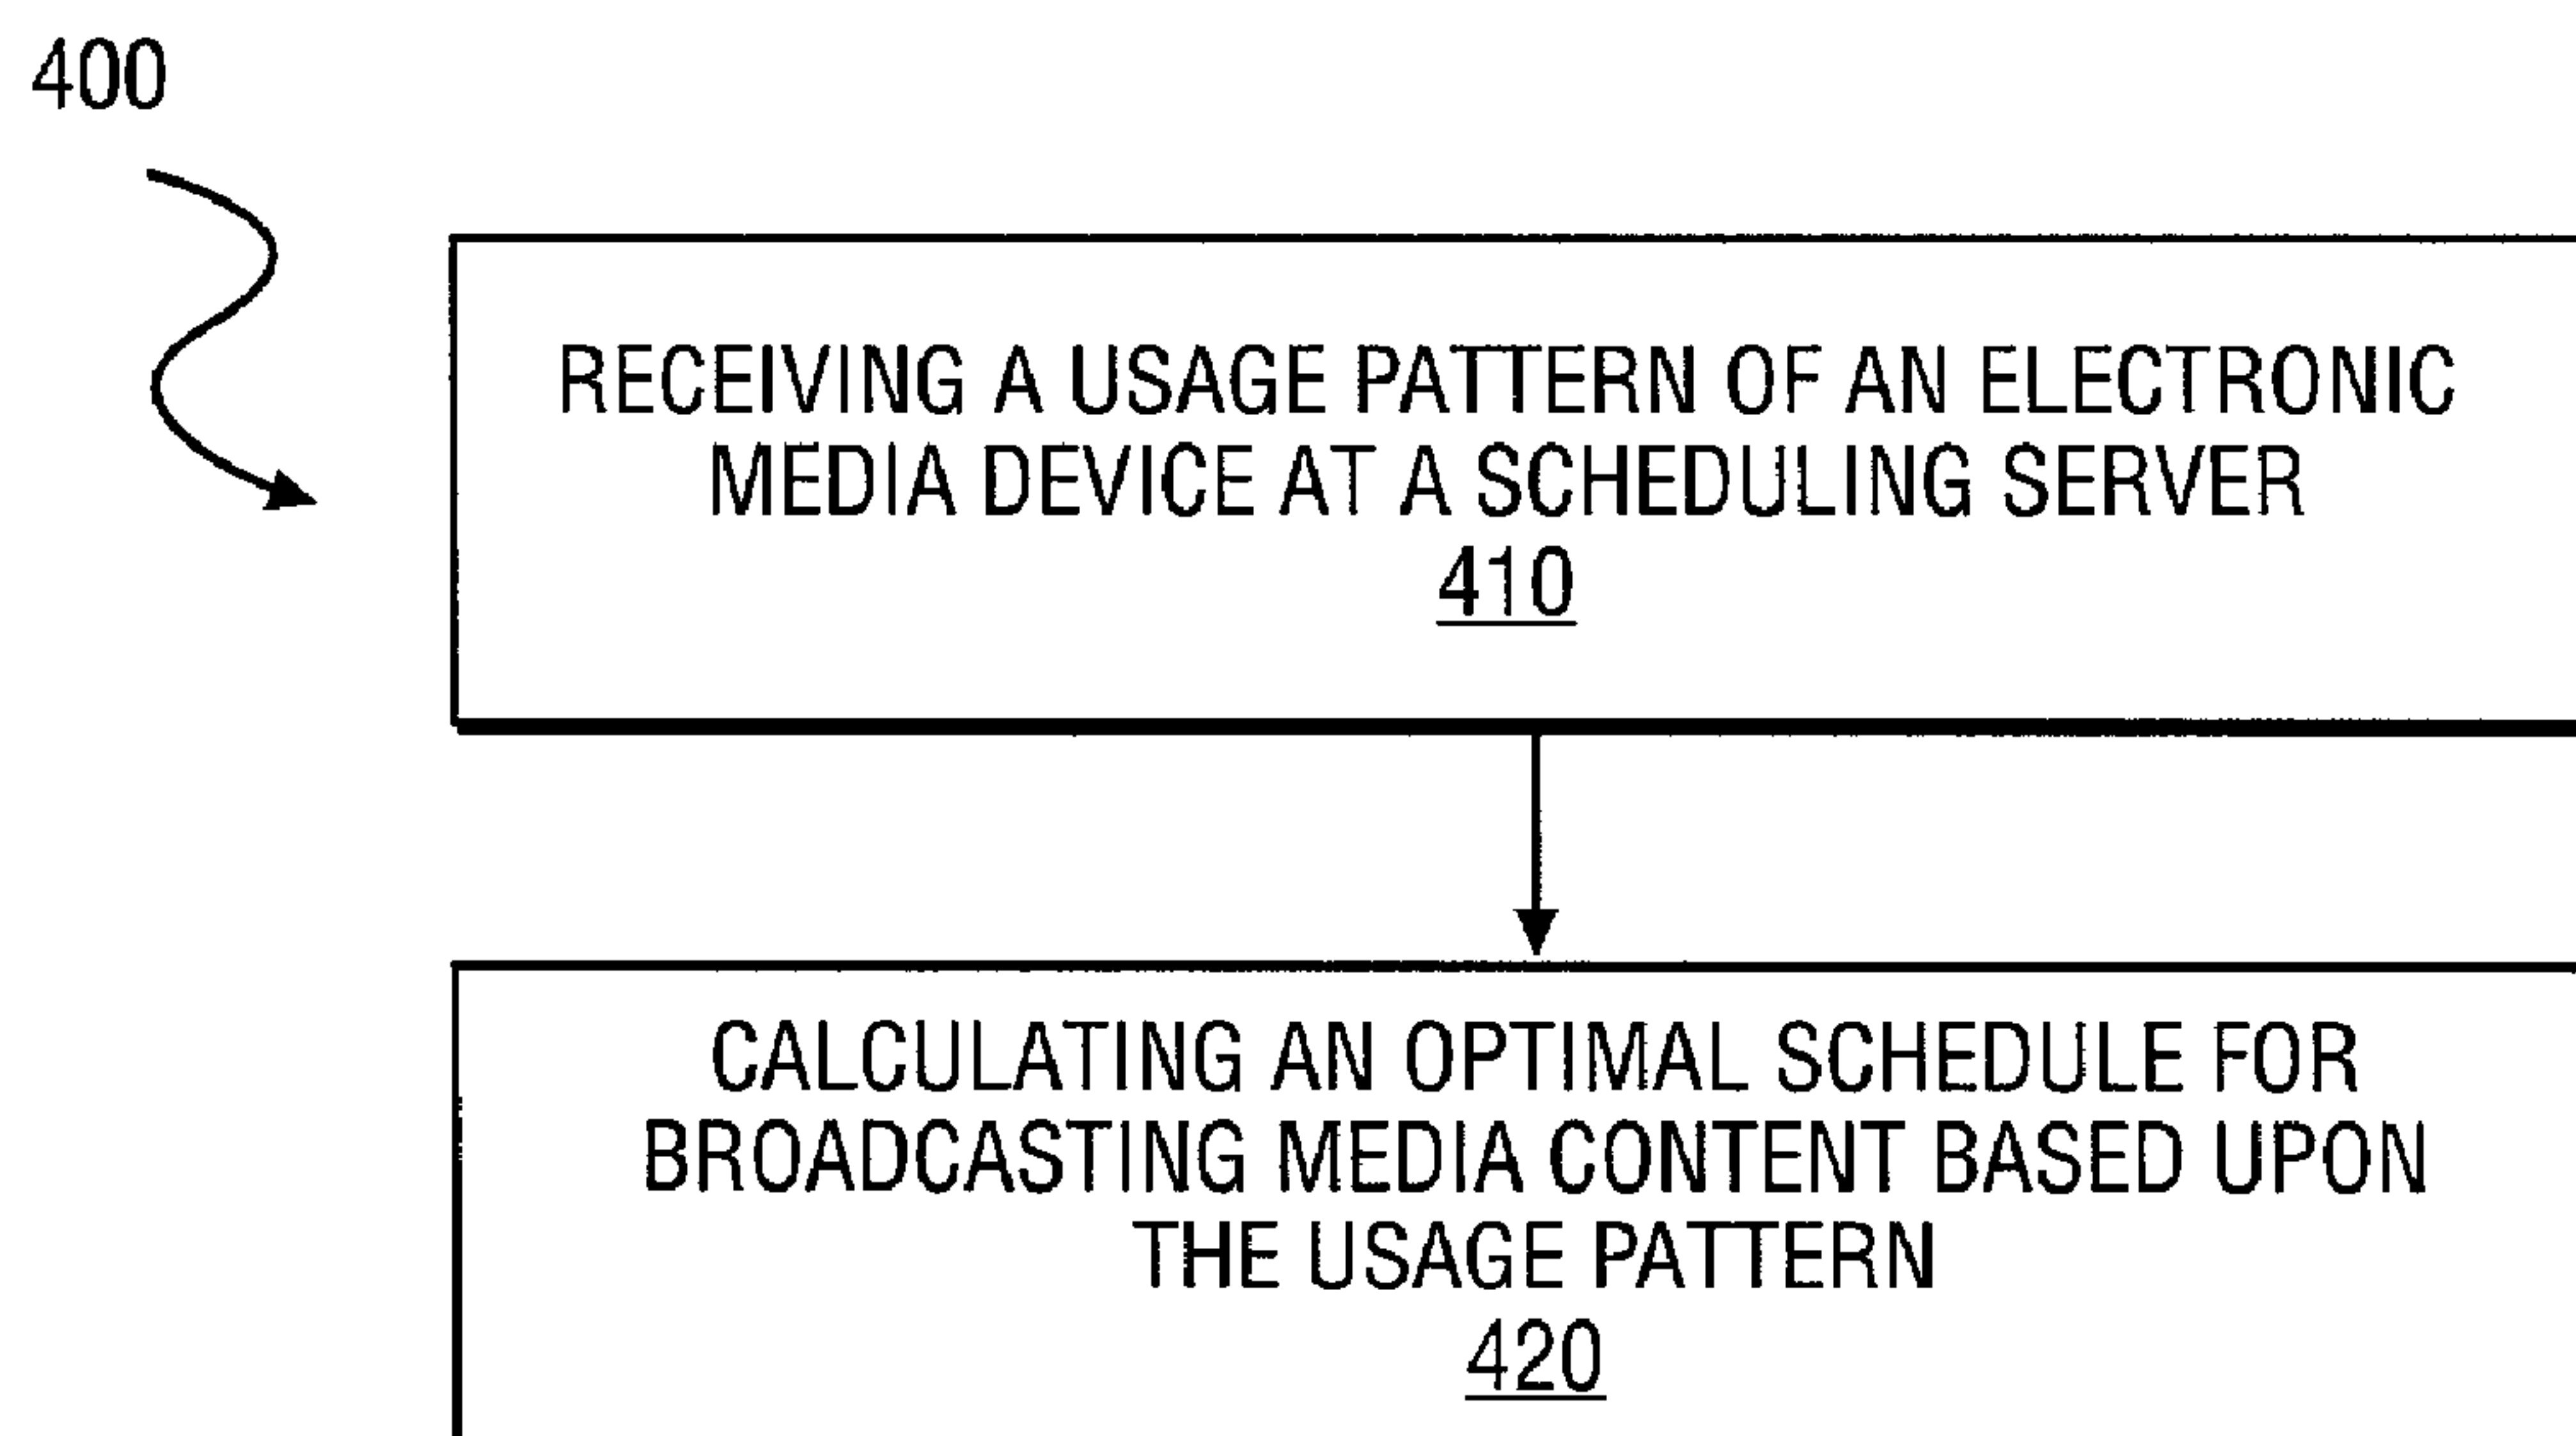 400
RECEIVING A USAGE PATTERN OF AN ELECTRONIC
MEDIA DEVICE AT A SCHEDULING SERVER
410
CALCULATING AN OPTIMAL SCHEDULE FOR
BROADCASTING MEDIA CONTENT BASED UPON
THE USAGE PATTERN
420